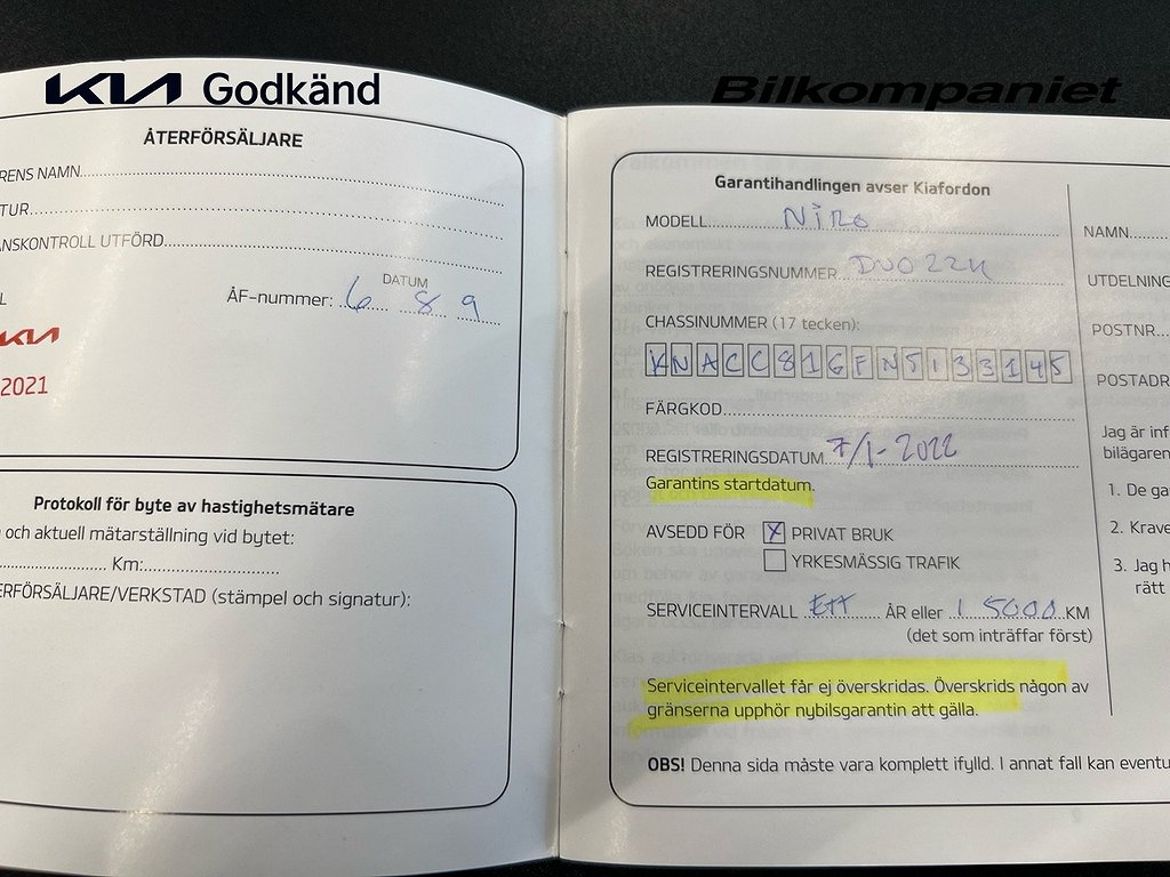 KIA Godkänd
Bilkompaniet
ÅTERFÖRSÄLJARE
RENS NAMN
TUR
ANSKONTROLL UTFÖRD
DATUM
L
ÅF-nummer: 6 8 9
KIA
2021
Protokoll för byte av hastighetsmätare
och aktuell mätarställning vid bytet:
Km:
ERFÖRSÄLJARE/VERKSTAD (stämpel och signatur):
Garantihandlingen avser Kiafordon
MODELL Niro
REGISTRERINGSNUMMER DUO22U
CHASSINUMMER (17 tecken):
KNACC81GFN5133145
FÄRGKOD
REGISTRERINGSDATUM 7/1-2022
Garantins startdatum.
AVSEDD FÖR X PRIVAT BRUK
YRKESMÄSSIG TRAFIK
SERVICEINTERVALL Ett ÅR eller 15000 KM
(det som inträffar först)
Serviceintervallet får ej överskridas. Överskrids någon av
gränserna upphör nybilsgarantin att gälla.
OBS! Denna sida måste vara komplett ifylld. I annat fall kan eventu
NAMN
UTDELNING
POSTNR
POSTADR
Jag är inf
bilägaren
1. De ga
2. Krave
3. Jag h
rätt